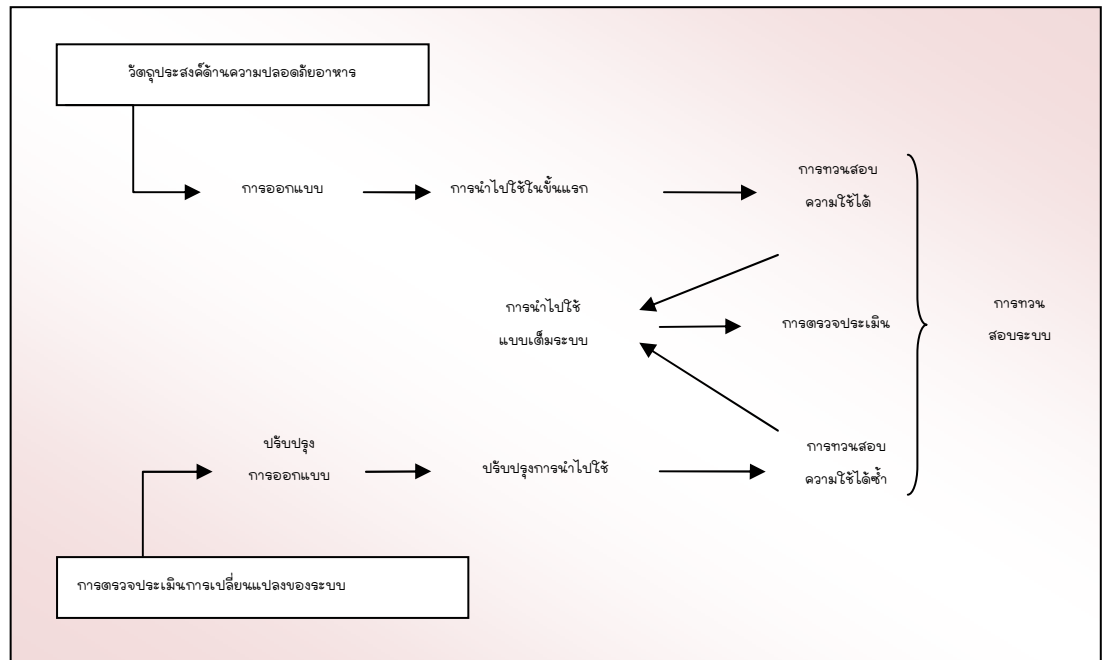 วัตถุประสงค์ด้านความปลอดภัยอาหาร
การออกแบบ
การนำไปใช้ในขั้นแรก
การทวนสอบ
ความใช้ได้
การนำไปใช้
แบบเต็มระบบ
การตรวจประเมิน
การทวน
สอบระบบ
ปรับปรุง
การออกแบบ
ปรับปรุงการนำไปใช้
การทวนสอบ
ความใช้ได้ซ้ำ
การตรวจประเมินการเปลี่ยนแปลงของระบบ